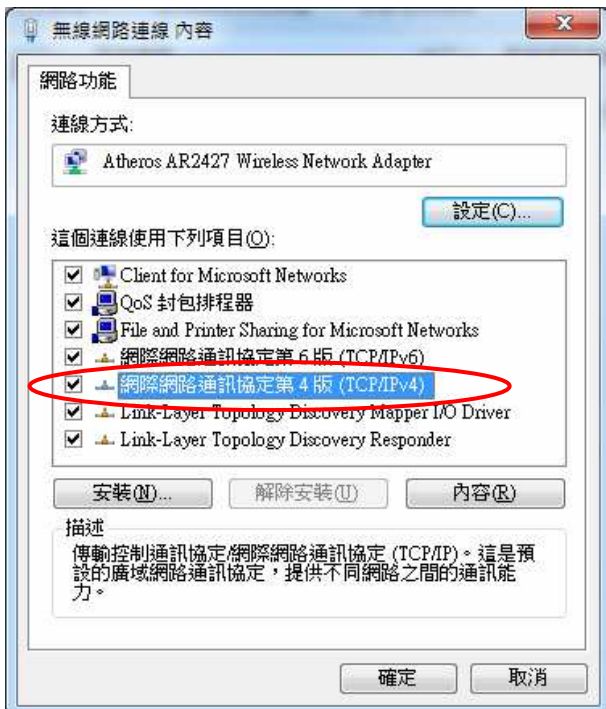 無線網路連線 內容
網路功能
連線方式:
Atheros AR2427 Wireless Network Adapter
設定(C)...
這個連線使用下列項目(O):
Client for Microsoft Networks
QoS 封包排程器
File and Printer Sharing for Microsoft Networks
網際網路通訊協定第 6 版 (TCP/IPv6)
網際網路通訊協定第 4 版 (TCP/IPv4)
Link-Layer Topology Discovery Mapper I/O Driver
Link-Layer Topology Discovery Responder
安裝(N)...
解除安裝(U)
內容(R)
描述
傳輸控制通訊協定/網際網路通訊協定 (TCP/IP)。這是預
設的廣域網路通訊協定，提供不同網路之間的通訊能
力。
確定
取消